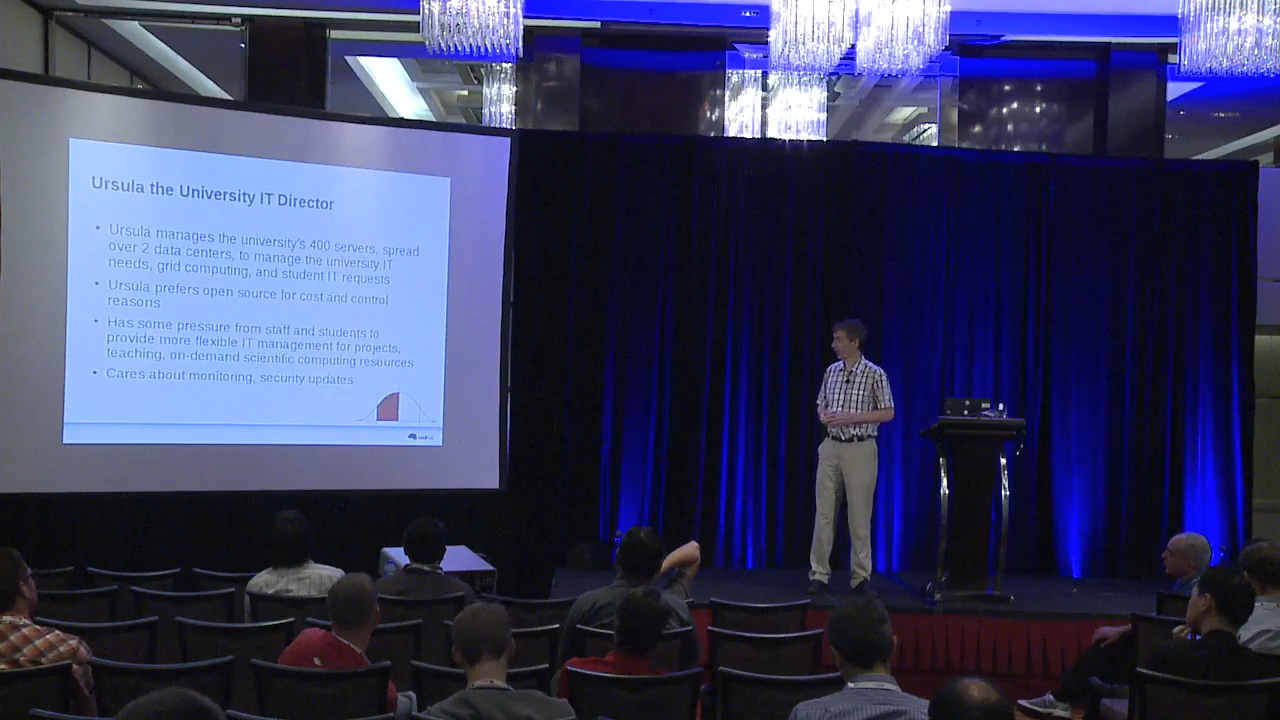 Ursula the University IT Director
• Ursula manages the university's 400 servers, spread
over 2 data centers, to manage the university IT
needs, grid computing, and student IT requests
• Ursula prefers open source for cost and control
reasons
• Has some pressure from staff and students to
provide more flexible IT management for projects,
teaching, on-demand scientific computing resources
• Cares about monitoring, security updates